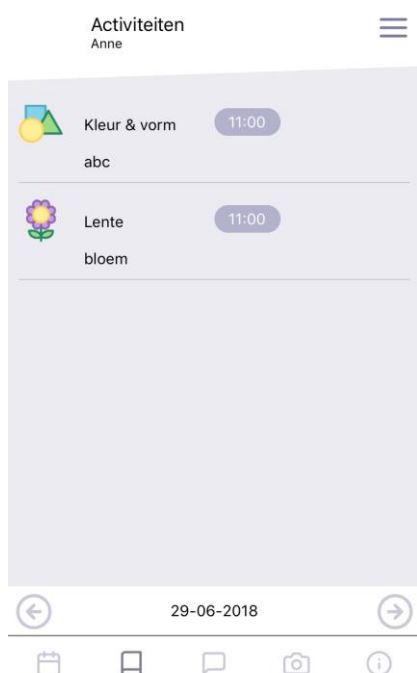 Activiteiten
Anne
Kleur & vorm 11:00
abc
Lente 11:00
bloem
29-06-2018